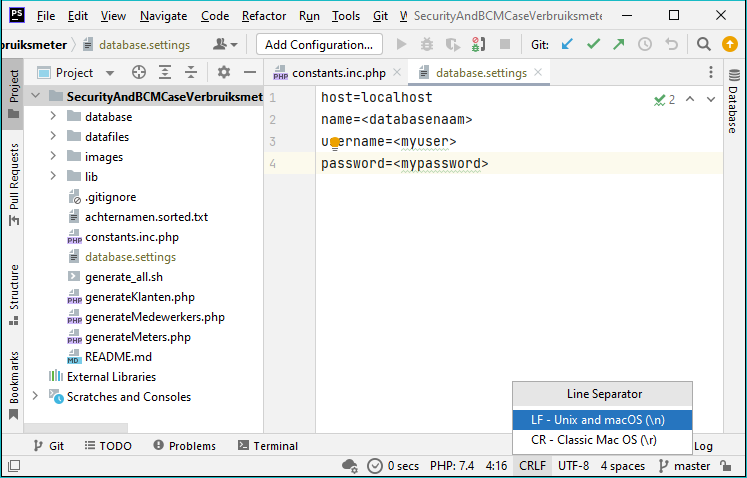 PS File Edit View Navigate Code Refactor Run Tools Git SecurityAndBCMCaseVerbruiksmete
bruiksmeter database.settings Add Configuration... Git:
Project
constants.inc.php
database.settings
Project
Pull Requests
Structure
Bookmarks
SecurityAndBCMCaseVerbruiksmet
database
datafiles
images
lib
.gitignore
achternamen.sorted.txt
constants.inc.php
database.settings
generate_all.sh
generateKlanten.php
generateMedewerkers.php
generateMeters.php
README.md
External Libraries
Scratches and Consoles
1 host=localhost
2 name=<databasenaam>
3 username=<myuser>
4 password=<mypassword>
2
Database
Line Separator
LF - Unix and macOS (\n)
CR - Classic Mac OS (\r)
Git TODO Problems Terminal Log
0 secs PHP: 7.4 4:16 CRLF UTF-8 4 spaces master